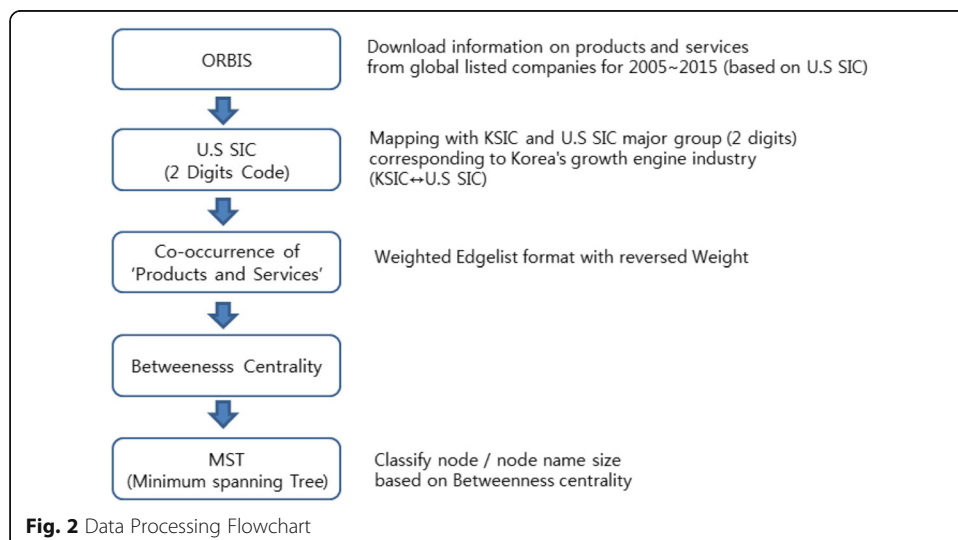 ORBIS
Download information on products and services
from global listed companies for 2005~2015 (based on U.S SIC)
U.S SIC
(2 Digits Code)
Mapping with KSIC and U.S SIC major group (2 digits)
corresponding to Korea's growth engine industry
(KSIC↔U.S SIC)
Co-occurrence of
'Products and Services'
Weighted Edgelist format with reversed Weight
Betweenesss Centrality
MST
(Minimum spanning Tree)
Classify node / node name size
based on Betweenness centrality
Fig. 2 Data Processing Flowchart